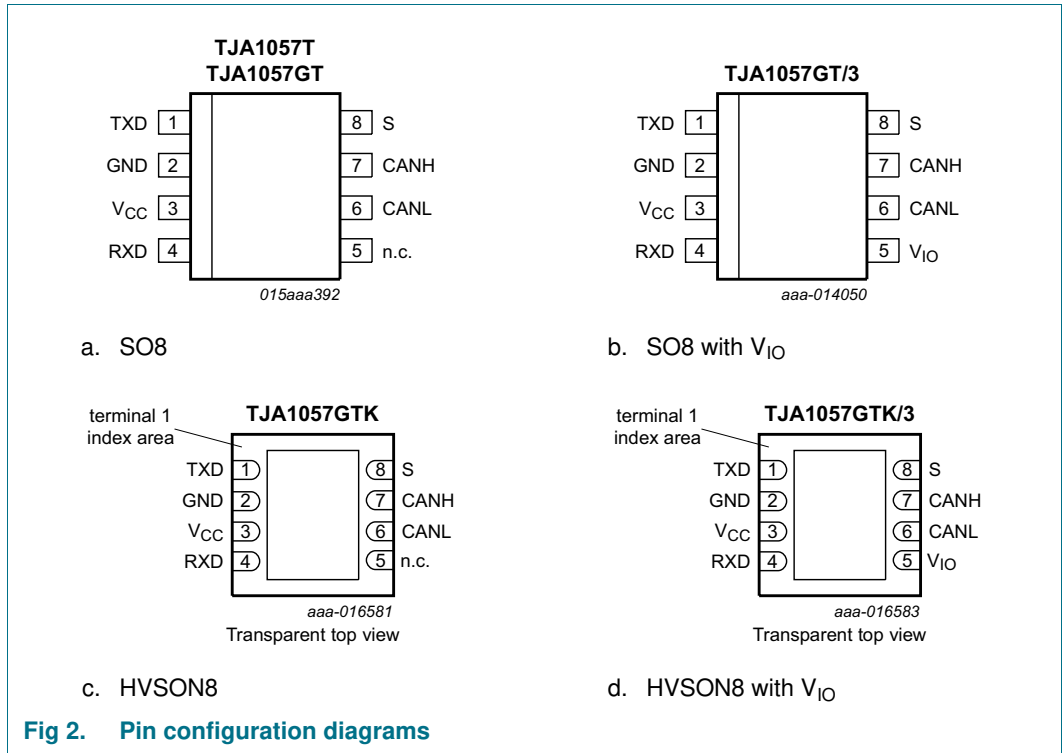 TJA1057T
TJA1057GT
TXD 1 8 S
GND 2 7 CANH
VCC 3 6 CANL
RXD 4 5 n.c.
015aaa392
a. SO8
TJA1057GT/3
TXD 1 8 S
GND 2 7 CANH
VCC 3 6 CANL
RXD 4 5 VIO
aaa-014050
b. SO8 with VIO
terminal 1
index area
TJA1057GTK
TXD 1 8 S
GND 2 7 CANH
VCC 3 6 CANL
RXD 4 5 n.c.
aaa-016581
Transparent top view
c. HVSON8
terminal 1
index area
TJA1057GTK/3
TXD 1 8 S
GND 2 7 CANH
VCC 3 6 CANL
RXD 4 5 VIO
aaa-016583
Transparent top view
d. HVSON8 with VIO
Fig 2. Pin configuration diagrams